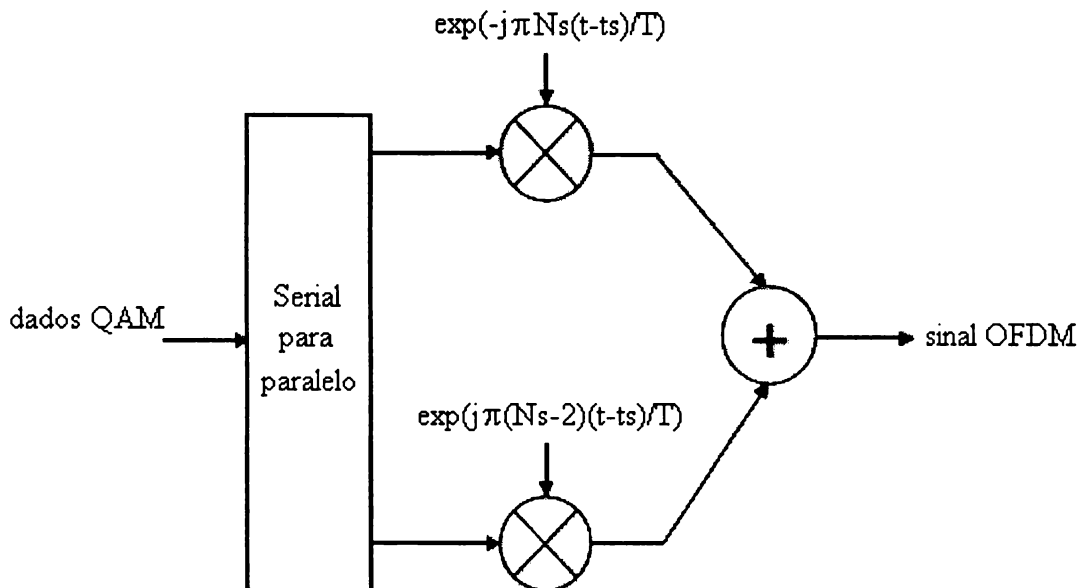 exp(-jπNs(t-ts)/T)
dados QAM
Serial
para
paralelo
+
sinal OFDM
exp(jπ(Ns-2)(t-ts)/T)